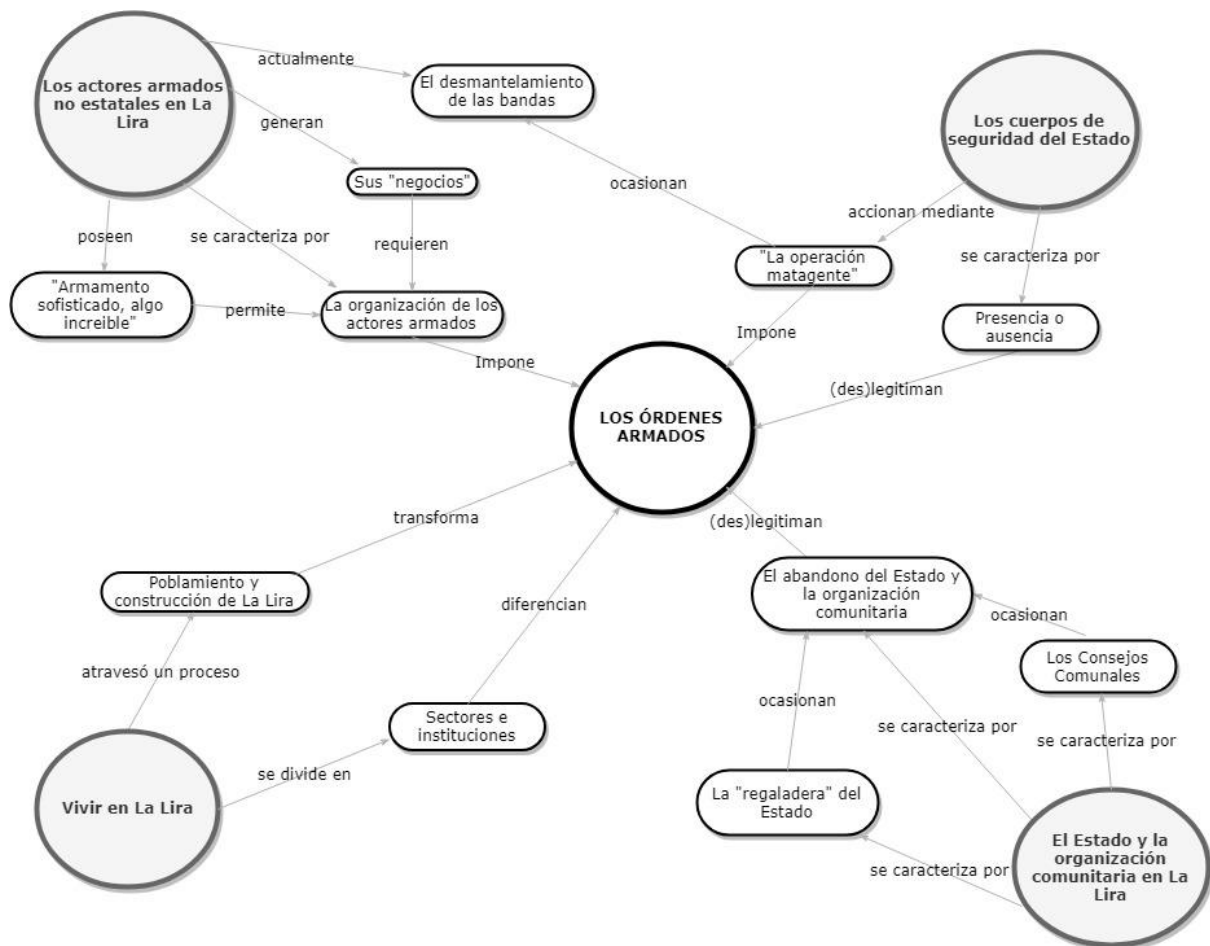 Los actores armados
no estatales en La
Lira
actualmente
El desmantelamiento
de las bandas
generan
Sus "negocios"
poseen
se caracteriza por
requieren
"Armamento
sofisticado, algo
increible"
permite
La organización de los
actores armados
Impone
ocasionan
Los cuerpos de
seguridad del Estado
accionan mediante
"La operación
matagente"
se caracteriza por
Presencia o
ausencia
Impone
(des)legitiman
LOS ÓRDENES
ARMADOS
transforma
Poblamiento y
construcción de La Lira
atravesó un proceso
Vivir en La Lira
se divide en
Sectores e
instituciones
diferencian
(des)legitiman
El abandono del Estado y
la organización
comunitaria
ocasionan
Los Consejos
Comunales
ocasionan
se caracteriza por
se caracteriza por
La "regaladera" del
Estado
se caracteriza por
El Estado y la
organización
comunitaria en La
Lira